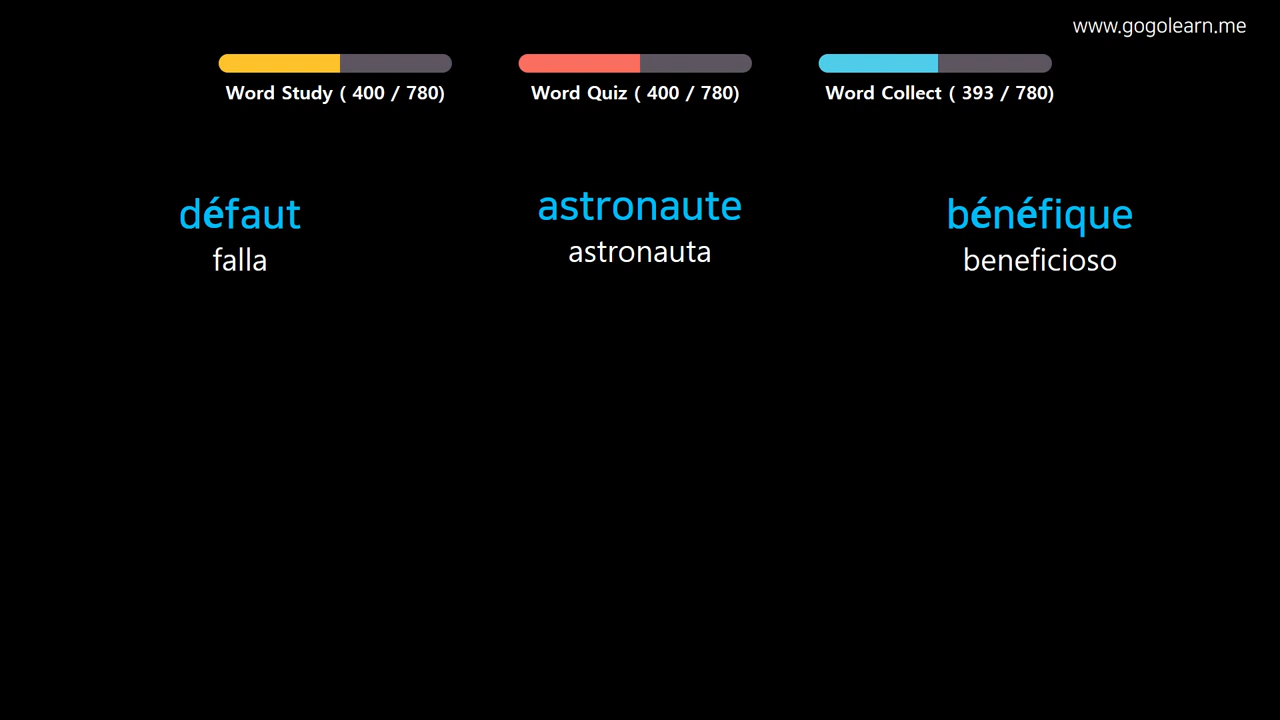 www.gogolearn.me
Word Study ( 400 / 780)
Word Quiz ( 400 / 780)
Word Collect ( 393 / 780)
défaut
falla
astronaute
astronauta
bénéfique
beneficioso